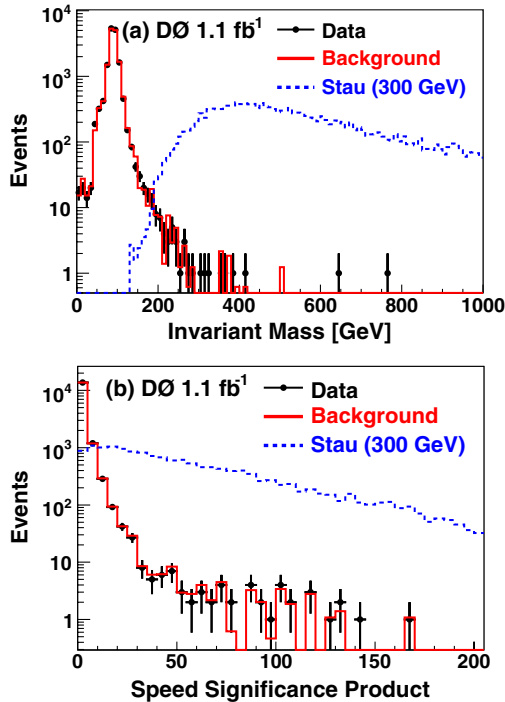 (a) DØ 1.1 fb⁻¹
Data
Background
Stau (300 GeV)
Events
10⁴
10³
10²
10
1
0 200 400 600 800 1000
Invariant Mass [GeV]
(b) DØ 1.1 fb⁻¹
Data
Background
Stau (300 GeV)
Events
10⁴
10³
10²
10
1
0 50 100 150 200
Speed Significance Product